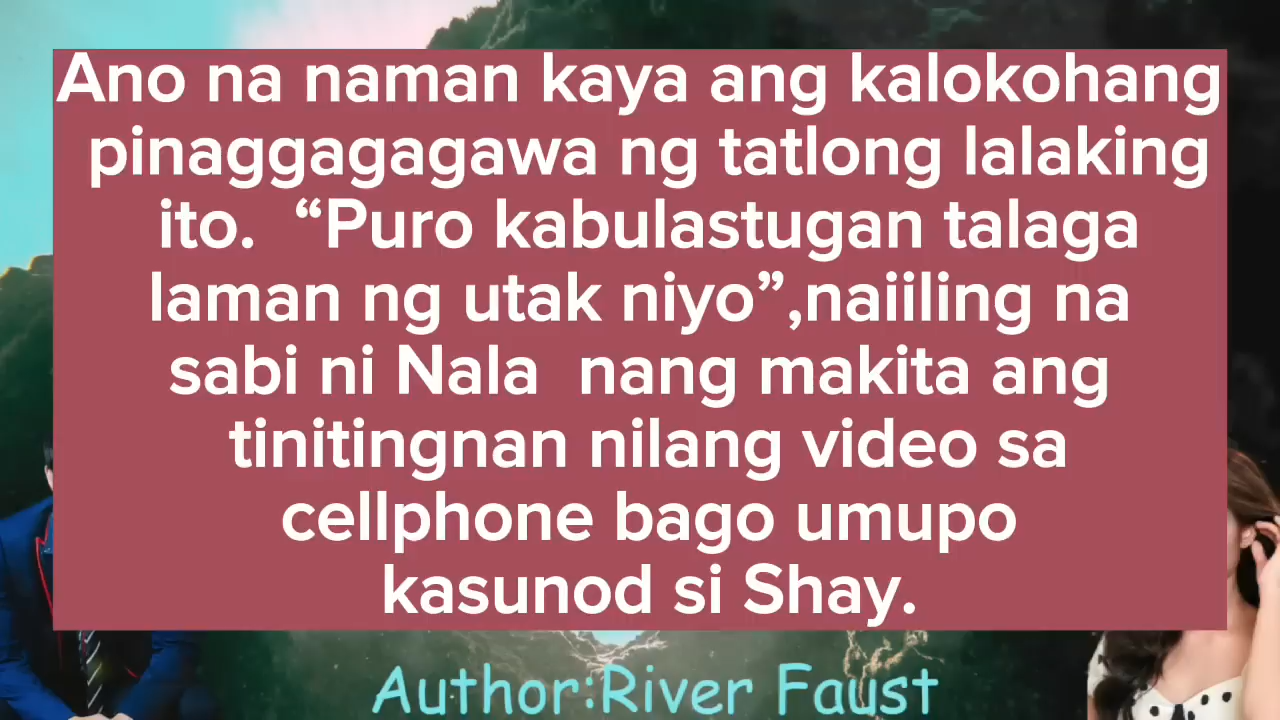 Ano na naman kaya ang kalokohang
pinaggagagawa ng tatlong lalaking
ito.  “Puro kabulastugan talaga
laman ng utak niyo”,naiiling na
sabi ni Nala  nang makita ang
tinitingnan nilang video sa
cellphone bago umupo
kasunod si Shay.
Author:River Faust